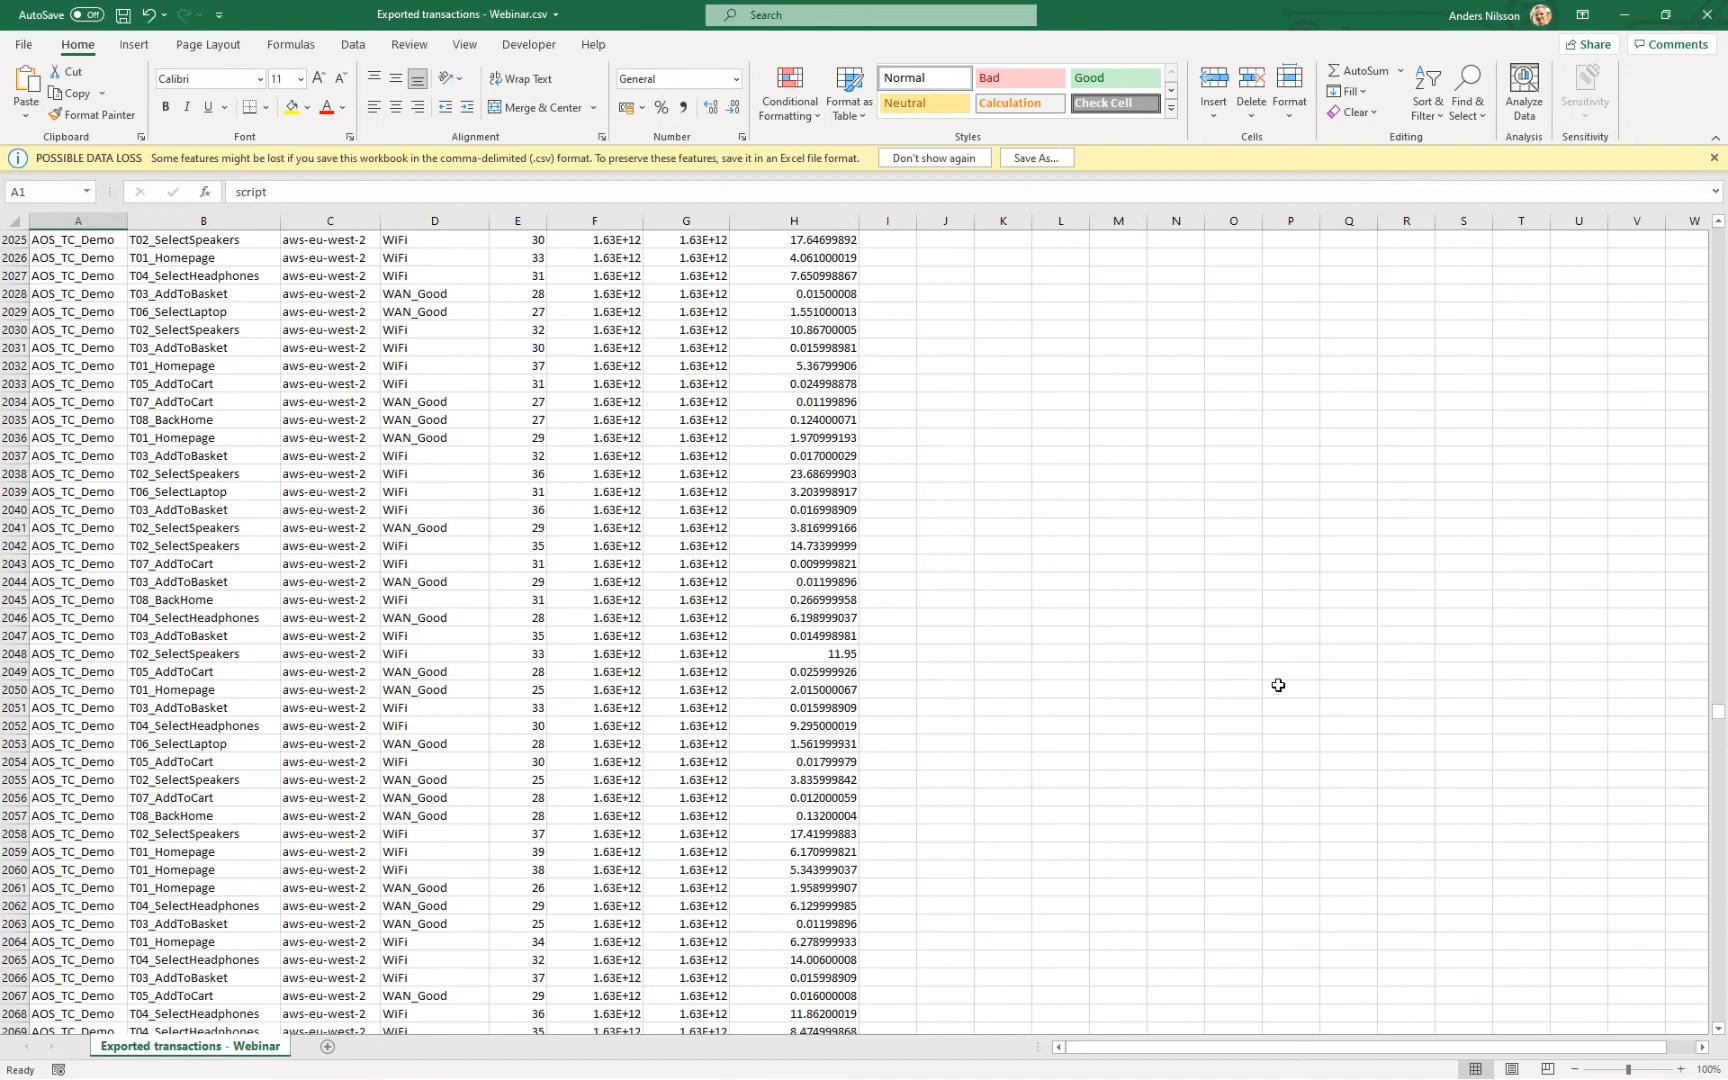 AutoSave Off Exported transactions - Webinar.csv Search Anders Nilsson
File Home Insert Page Layout Formulas Data Review View Developer Help Share Comments
Paste Cut Copy Format Painter Clipboard
Calibri 11 B I U Font
Wrap Text Merge & Center Alignment
General % Number
Conditional Formatting Format as Table Normal Bad Good Neutral Calculation Check Cell Styles
Insert Delete Format Cells
AutoSum Fill Clear Sort & Filter Find & Select Editing
Analyze Data Analysis
Sensitivity Sensitivity
POSSIBLE DATA LOSS Some features might be lost if you save this workbook in the comma-delimited (.csv) format. To preserve these features, save it in an Excel file format. Don't show again Save As...
A1 fx script
A B C D E F G H I J K L M N O P Q R S T U V W
2025 AOS_TC_Demo T02_SelectSpeakers aws-eu-west-2 WiFi 30 1.63E+12 1.63E+12 17.64699892
2026 AOS_TC_Demo T01_Homepage aws-eu-west-2 WiFi 33 1.63E+12 1.63E+12 4.061000019
2027 AOS_TC_Demo T04_SelectHeadphones aws-eu-west-2 WiFi 31 1.63E+12 1.63E+12 7.650998867
2028 AOS_TC_Demo T03_AddToBasket aws-eu-west-2 WAN_Good 28 1.63E+12 1.63E+12 0.01500008
2029 AOS_TC_Demo T06_SelectLaptop aws-eu-west-2 WAN_Good 27 1.63E+12 1.63E+12 1.551000013
2030 AOS_TC_Demo T02_SelectSpeakers aws-eu-west-2 WiFi 32 1.63E+12 1.63E+12 10.86700005
2031 AOS_TC_Demo T03_AddToBasket aws-eu-west-2 WiFi 30 1.63E+12 1.63E+12 0.015998981
2032 AOS_TC_Demo T01_Homepage aws-eu-west-2 WiFi 37 1.63E+12 1.63E+12 5.36799906
2033 AOS_TC_Demo T05_AddToCart aws-eu-west-2 WiFi 31 1.63E+12 1.63E+12 0.024998878
2034 AOS_TC_Demo T07_AddToCart aws-eu-west-2 WAN_Good 27 1.63E+12 1.63E+12 0.01199896
2035 AOS_TC_Demo T08_BackHome aws-eu-west-2 WAN_Good 27 1.63E+12 1.63E+12 0.124000071
2036 AOS_TC_Demo T01_Homepage aws-eu-west-2 WAN_Good 29 1.63E+12 1.63E+12 1.970999193
2037 AOS_TC_Demo T03_AddToBasket aws-eu-west-2 WiFi 32 1.63E+12 1.63E+12 0.017000029
2038 AOS_TC_Demo T02_SelectSpeakers aws-eu-west-2 WiFi 36 1.63E+12 1.63E+12 23.68699903
2039 AOS_TC_Demo T06_SelectLaptop aws-eu-west-2 WiFi 31 1.63E+12 1.63E+12 3.203998917
2040 AOS_TC_Demo T03_AddToBasket aws-eu-west-2 WiFi 36 1.63E+12 1.63E+12 0.016998909
2041 AOS_TC_Demo T02_SelectSpeakers aws-eu-west-2 WAN_Good 29 1.63E+12 1.63E+12 3.816999166
2042 AOS_TC_Demo T02_SelectSpeakers aws-eu-west-2 WiFi 35 1.63E+12 1.63E+12 14.73399999
2043 AOS_TC_Demo T07_AddToCart aws-eu-west-2 WiFi 31 1.63E+12 1.63E+12 0.009999821
2044 AOS_TC_Demo T03_AddToBasket aws-eu-west-2 WAN_Good 29 1.63E+12 1.63E+12 0.01199896
2045 AOS_TC_Demo T08_BackHome aws-eu-west-2 WiFi 31 1.63E+12 1.63E+12 0.266999958
2046 AOS_TC_Demo T04_SelectHeadphones aws-eu-west-2 WAN_Good 28 1.63E+12 1.63E+12 6.198999037
2047 AOS_TC_Demo T03_AddToBasket aws-eu-west-2 WiFi 35 1.63E+12 1.63E+12 0.014998981
2048 AOS_TC_Demo T02_SelectSpeakers aws-eu-west-2 WiFi 33 1.63E+12 1.63E+12 11.95
2049 AOS_TC_Demo T05_AddToCart aws-eu-west-2 WAN_Good 28 1.63E+12 1.63E+12 0.025999926
2050 AOS_TC_Demo T01_Homepage aws-eu-west-2 WAN_Good 25 1.63E+12 1.63E+12 2.015000067
2051 AOS_TC_Demo T03_AddToBasket aws-eu-west-2 WiFi 33 1.63E+12 1.63E+12 0.015998909
2052 AOS_TC_Demo T04_SelectHeadphones aws-eu-west-2 WiFi 30 1.63E+12 1.63E+12 9.295000019
2053 AOS_TC_Demo T06_SelectLaptop aws-eu-west-2 WAN_Good 28 1.63E+12 1.63E+12 1.561999931
2054 AOS_TC_Demo T05_AddToCart aws-eu-west-2 WiFi 30 1.63E+12 1.63E+12 0.01799979
2055 AOS_TC_Demo T02_SelectSpeakers aws-eu-west-2 WAN_Good 25 1.63E+12 1.63E+12 3.835999842
2056 AOS_TC_Demo T07_AddToCart aws-eu-west-2 WAN_Good 28 1.63E+12 1.63E+12 0.012000059
2057 AOS_TC_Demo T08_BackHome aws-eu-west-2 WAN_Good 28 1.63E+12 1.63E+12 0.13200004
2058 AOS_TC_Demo T02_SelectSpeakers aws-eu-west-2 WiFi 37 1.63E+12 1.63E+12 17.41999883
2059 AOS_TC_Demo T01_Homepage aws-eu-west-2 WiFi 39 1.63E+12 1.63E+12 6.170999821
2060 AOS_TC_Demo T01_Homepage aws-eu-west-2 WiFi 38 1.63E+12 1.63E+12 5.343999037
2061 AOS_TC_Demo T01_Homepage aws-eu-west-2 WAN_Good 26 1.63E+12 1.63E+12 1.958999907
2062 AOS_TC_Demo T04_SelectHeadphones aws-eu-west-2 WAN_Good 29 1.63E+12 1.63E+12 6.129999985
2063 AOS_TC_Demo T03_AddToBasket aws-eu-west-2 WAN_Good 25 1.63E+12 1.63E+12 0.01199896
2064 AOS_TC_Demo T01_Homepage aws-eu-west-2 WiFi 34 1.63E+12 1.63E+12 6.278999933
2065 AOS_TC_Demo T04_SelectHeadphones aws-eu-west-2 WiFi 32 1.63E+12 1.63E+12 14.00600008
2066 AOS_TC_Demo T03_AddToBasket aws-eu-west-2 WiFi 37 1.63E+12 1.63E+12 0.015998909
2067 AOS_TC_Demo T05_AddToCart aws-eu-west-2 WAN_Good 29 1.63E+12 1.63E+12 0.016000008
2068 AOS_TC_Demo T04_SelectHeadphones aws-eu-west-2 WiFi 36 1.63E+12 1.63E+12 11.86200019
2069 AOS_TC_Demo T04_SelectHeadphones aws-eu-west-2 WiFi 35 1.63E+12 1.63E+12 8.474999868
Exported transactions - Webinar
Ready 100%